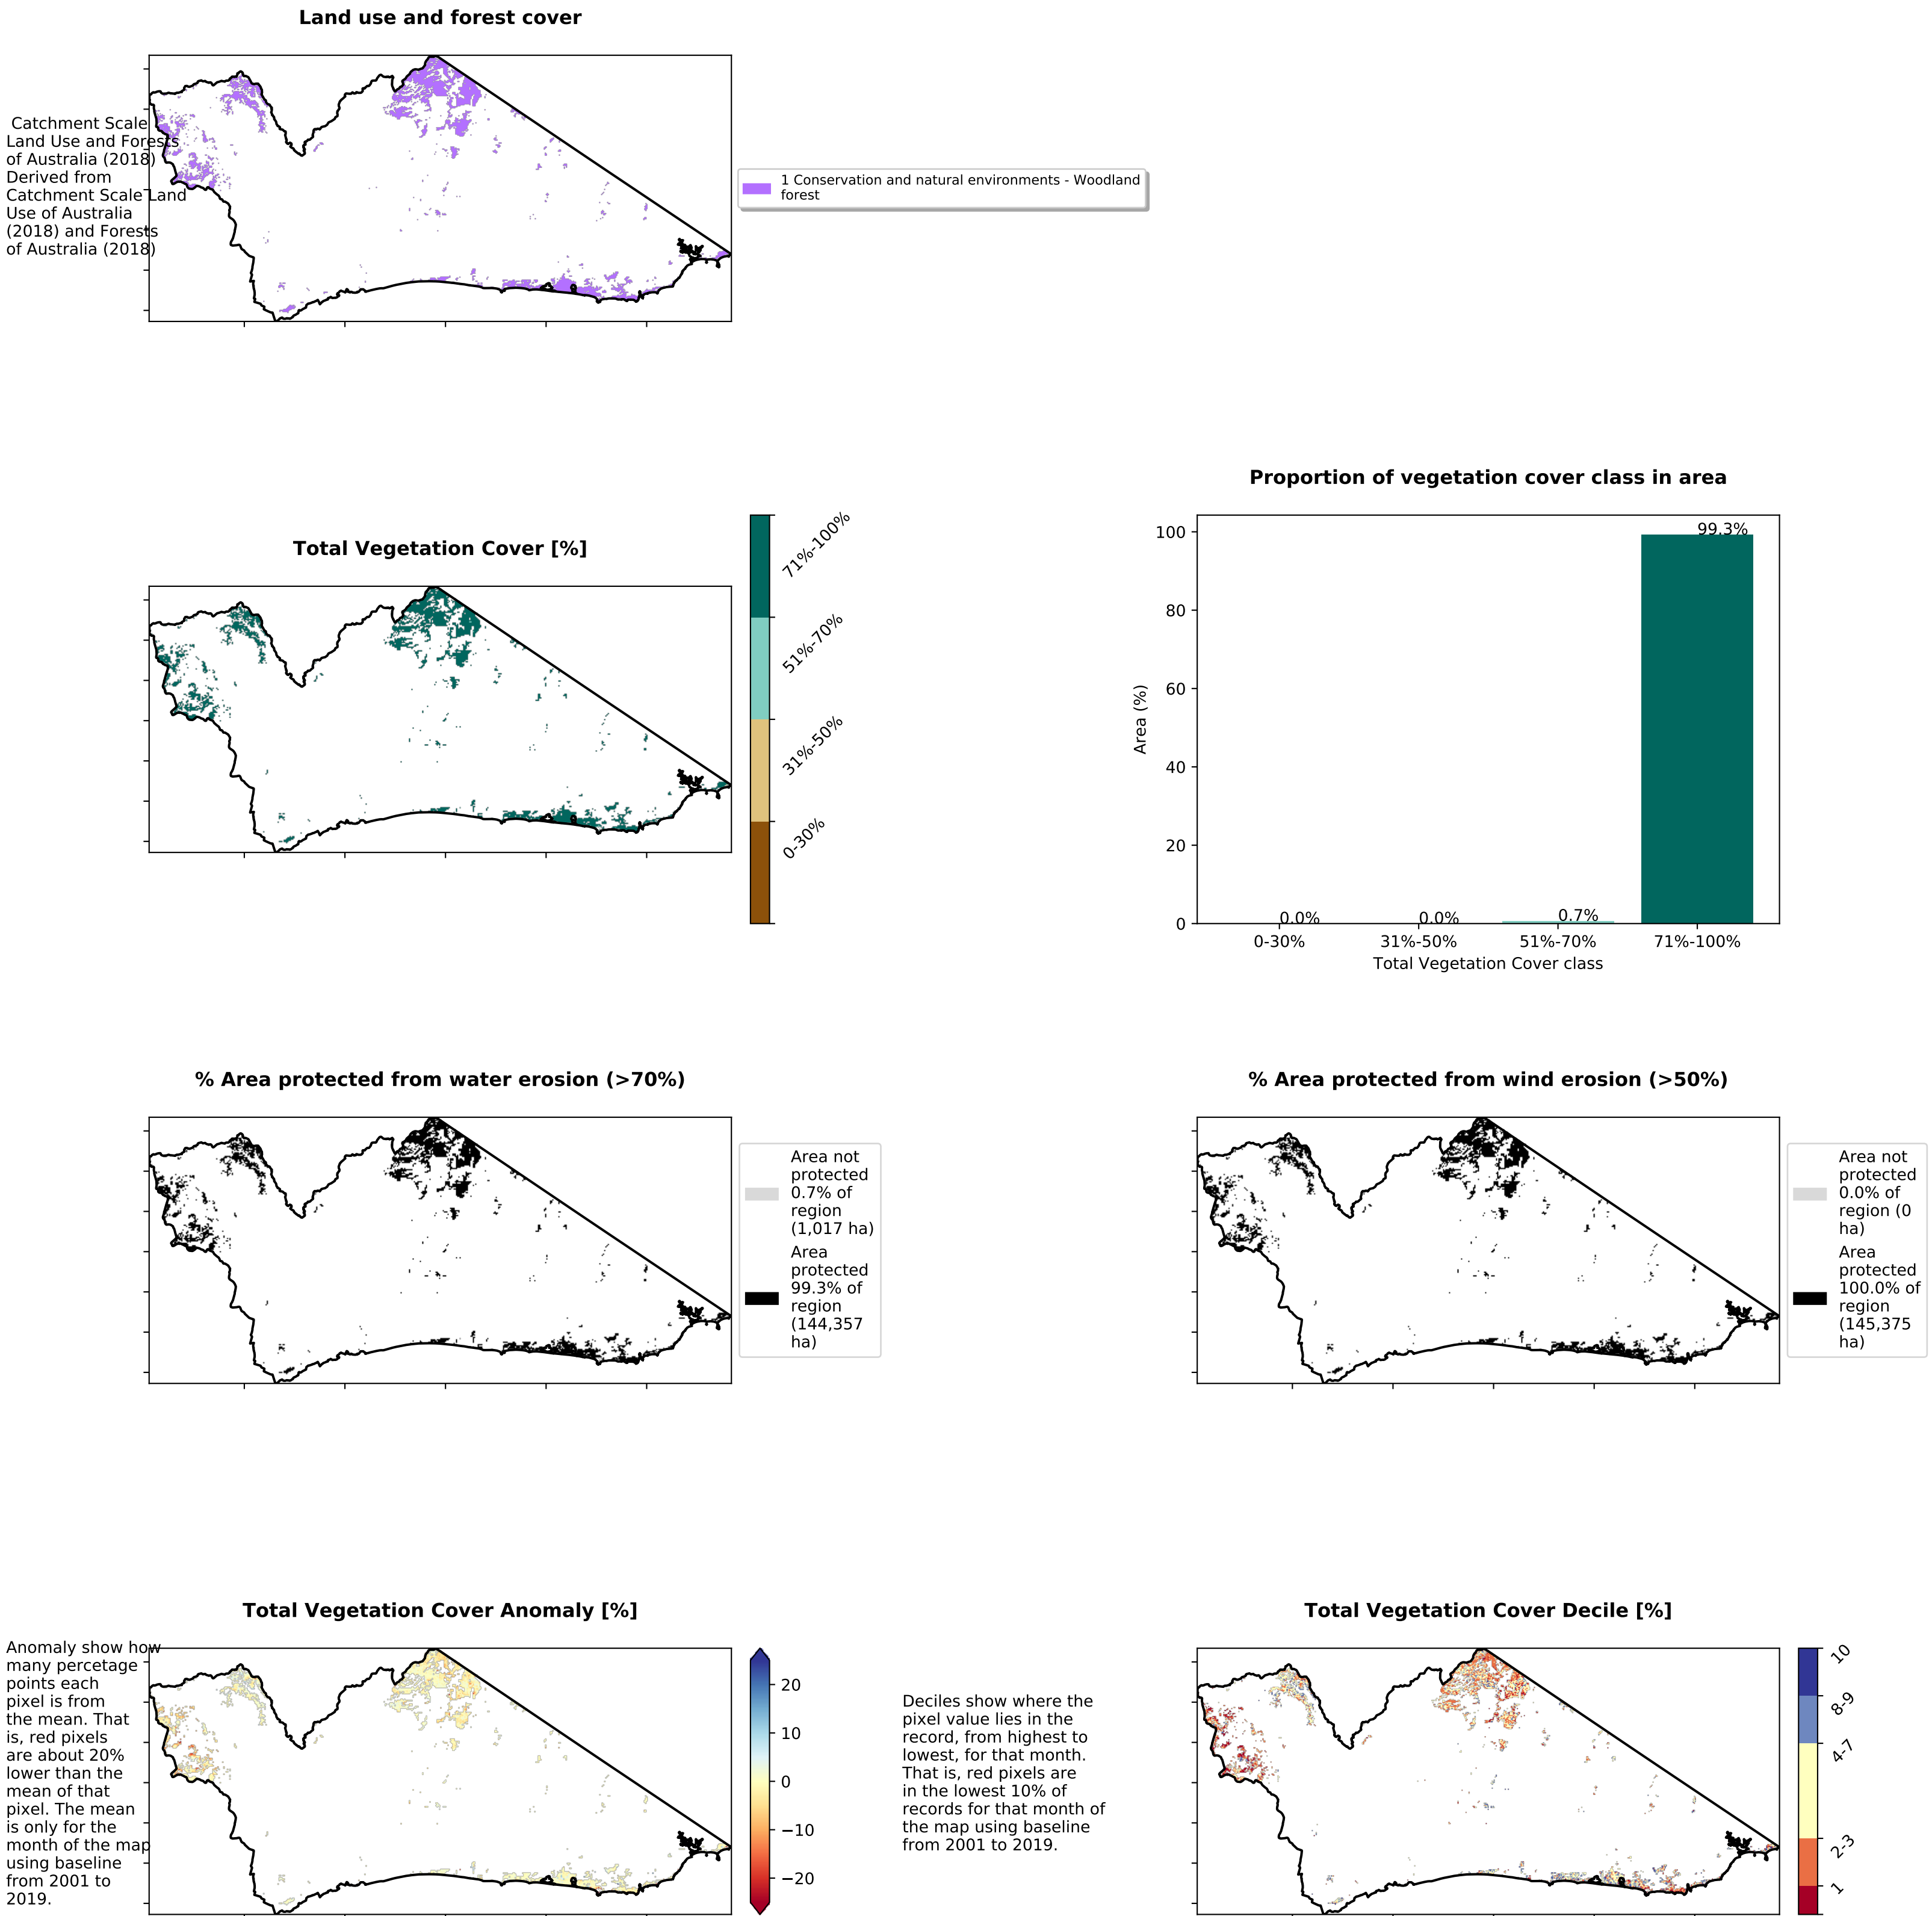 Land use and forest cover
Catchment Scale
Land Use and Forests
of Australia (2018)
Derived from
Catchment Scale Land
Use of Australia
(2018) and Forests
of Australia (2018)
1 Conservation and natural environments - Woodland
forest
Total Vegetation Cover [%]
71%-100%
51%-70%
31%-50%
0-30%
Proportion of vegetation cover class in area
Area (%)
100
80
60
40
20
0
0.0%
0.0%
0.7%
99.3%
0-30%
31%-50%
51%-70%
71%-100%
Total Vegetation Cover class
% Area protected from water erosion (>70%)
Area not
protected
0.7% of
region
(1,017 ha)
Area
protected
99.3% of
region
(144,357
ha)
% Area protected from wind erosion (>50%)
Area not
protected
0.0% of
region (0
ha)
Area
protected
100.0% of
region
(145,375
ha)
Total Vegetation Cover Anomaly [%]
Anomaly show how
many percetage
points each
pixel is from
the mean. That
is, red pixels
are about 20%
lower than the
mean of that
pixel. The mean
is only for the
month of the map
using baseline
from 2001 to
2019.
20
10
0
−10
−20
Total Vegetation Cover Decile [%]
Deciles show where the
pixel value lies in the
record, from highest to
lowest, for that month.
That is, red pixels are
in the lowest 10% of
records for that month of
the map using baseline
from 2001 to 2019.
10
8-9
4-7
2-3
1